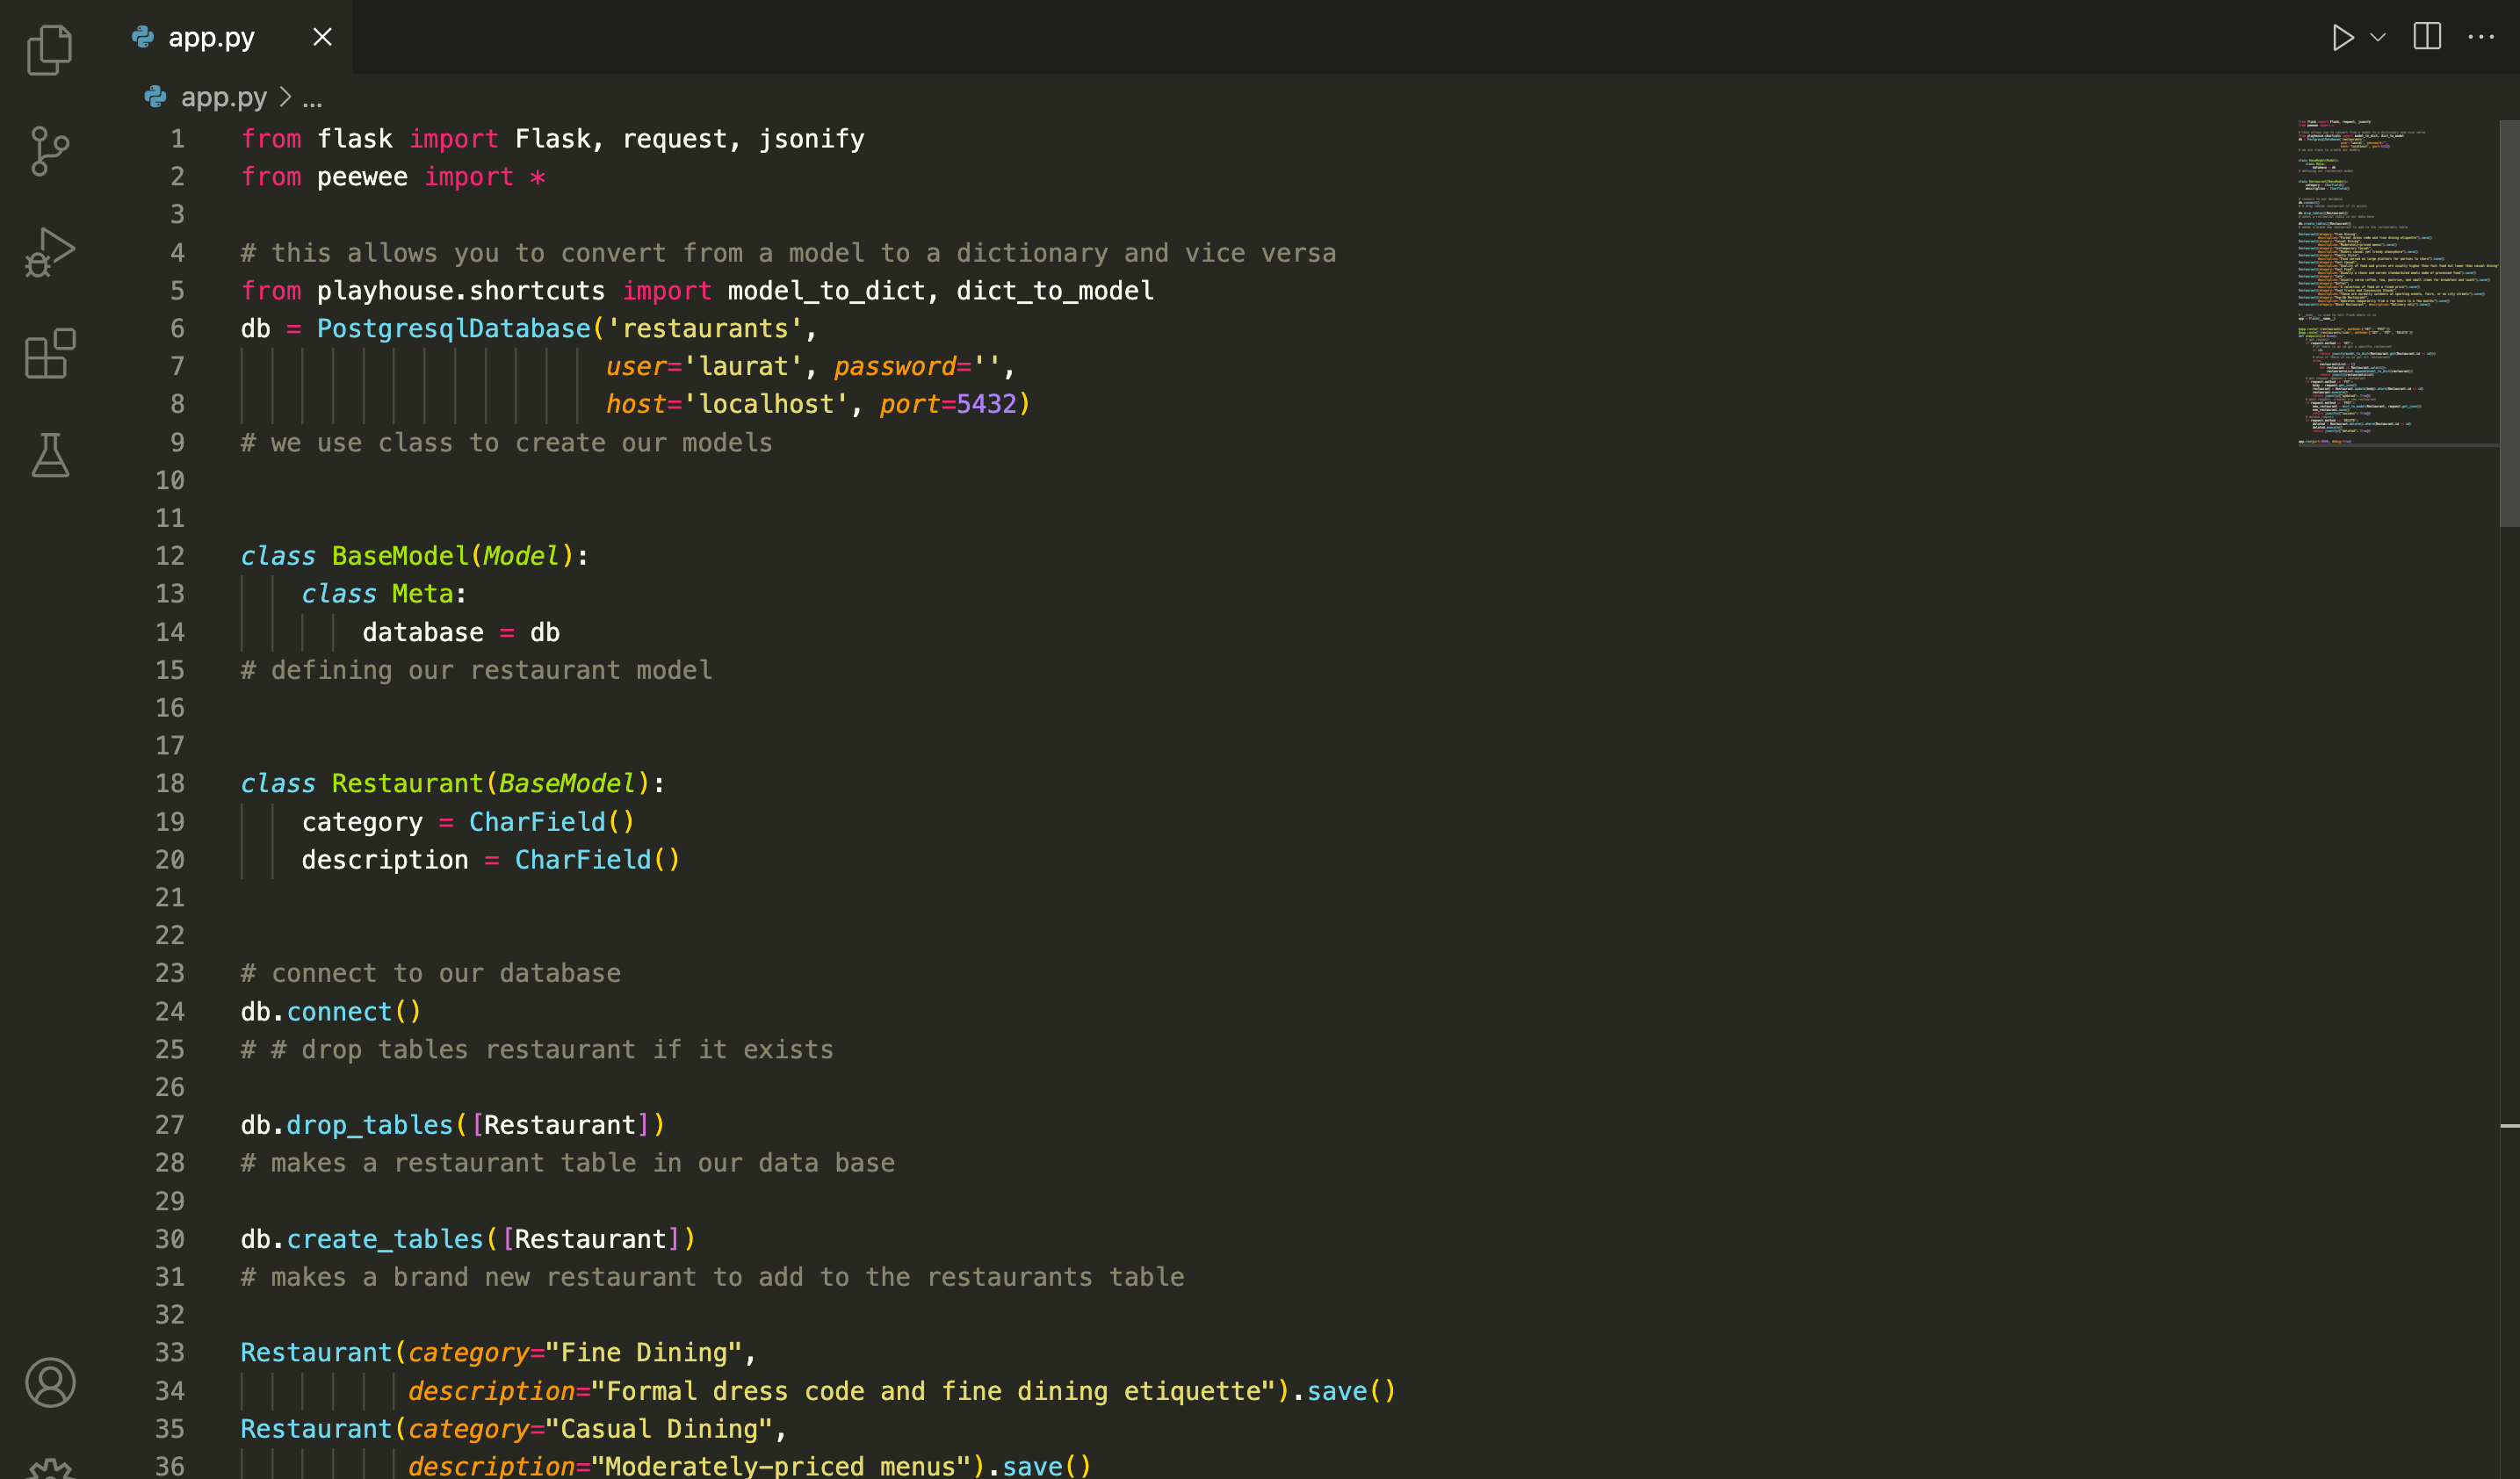 app.py
app.py > ...
1 from flask import Flask, request, jsonify
2 from peewee import *
3
4 # this allows you to convert from a model to a dictionary and vice versa
5 from playhouse.shortcuts import model_to_dict, dict_to_model
6 db = PostgresqlDatabase('restaurants',
7 user='laurat', password='',
8 host='localhost', port=5432)
9 # we use class to create our models
10
11
12 class BaseModel(Model):
13 class Meta:
14 database = db
15 # defining our restaurant model
16
17
18 class Restaurant(BaseModel):
19 category = CharField()
20 description = CharField()
21
22
23 # connect to our database
24 db.connect()
25 # # drop tables restaurant if it exists
26
27 db.drop_tables([Restaurant])
28 # makes a restaurant table in our data base
29
30 db.create_tables([Restaurant])
31 # makes a brand new restaurant to add to the restaurants table
32
33 Restaurant(category="Fine Dining",
34 description="Formal dress code and fine dining etiquette").save()
35 Restaurant(category="Casual Dining",
36 description="Moderately-priced menus").save()